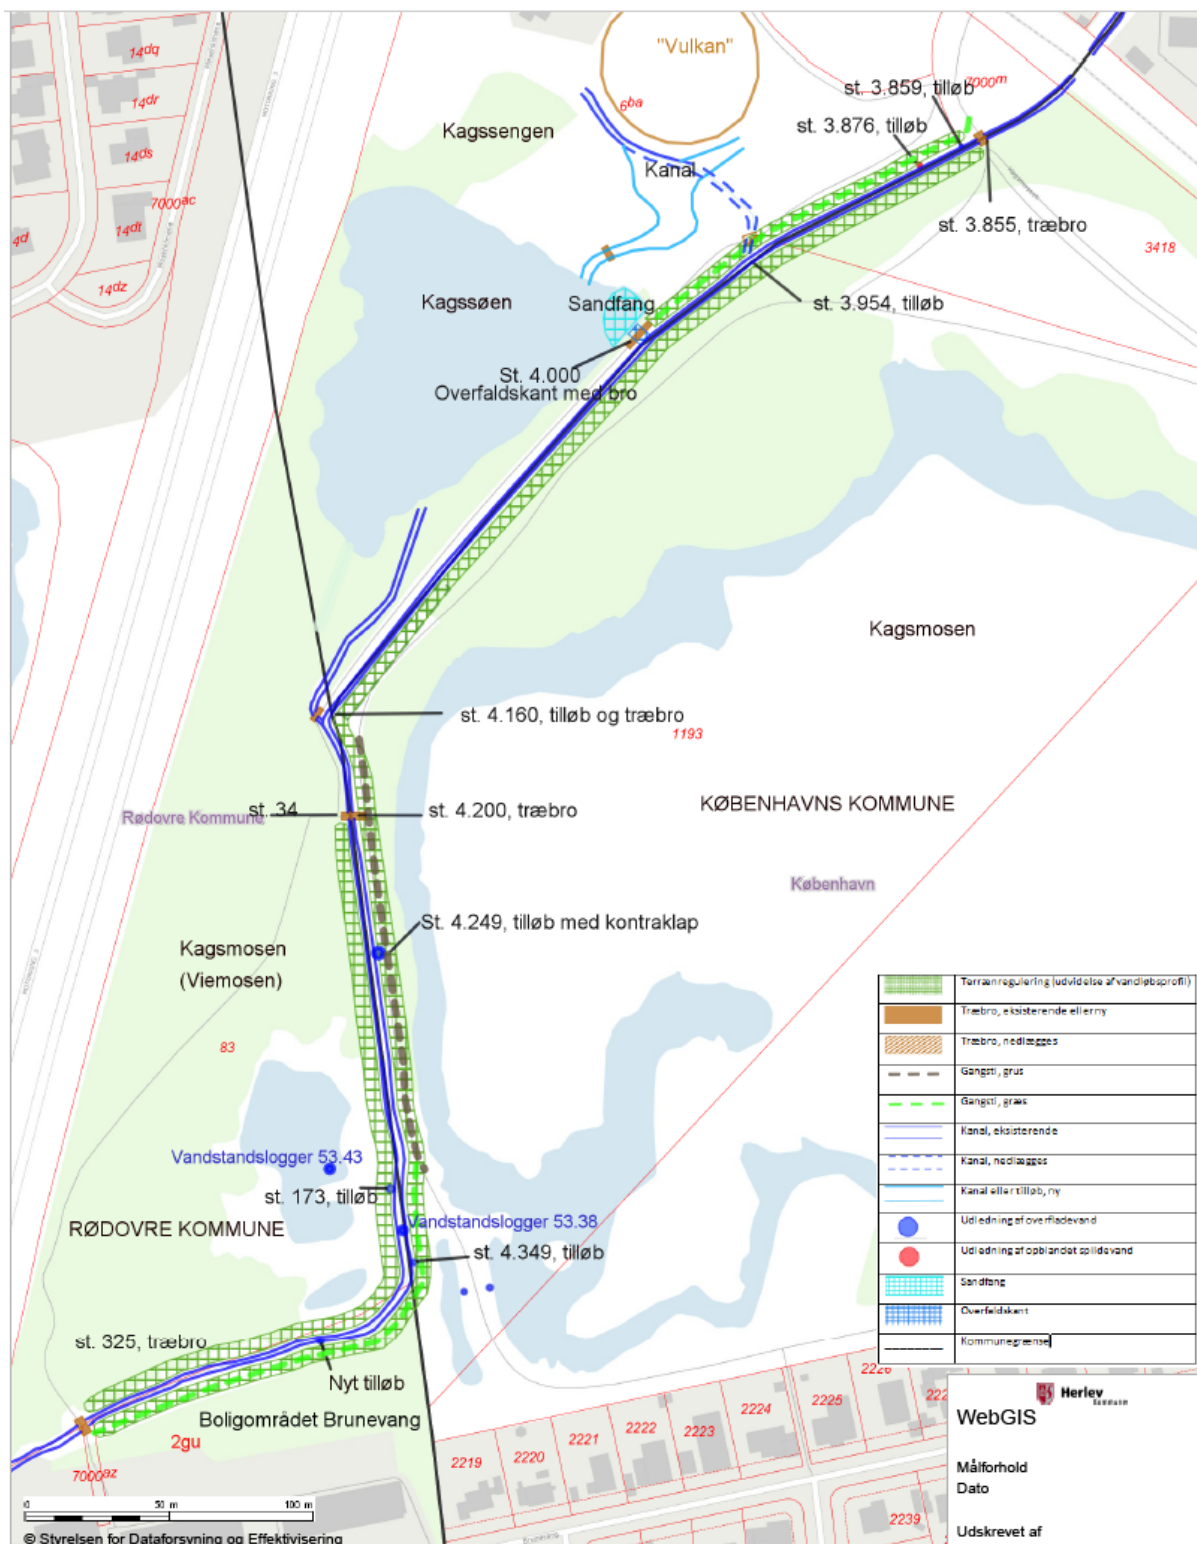 14dq
"Vulkan"
14dr
6ba
st. 3.859, tilløb
7000m
Kagssengen
st. 3.876, tilløb
14ds
Kanal
7000ac
14dt
4d
st. 3.855, træbro
3418
14dz
Kagssøen
Sandfang
st. 3.954, tilløb
St. 4.000
Overfaldskant med bro
Kagsmosen
st. 4.160, tilløb og træbro
1193
Rødovre Kommune
st. 34
st. 4.200, træbro
KØBENHAVNS KOMMUNE
København
St. 4.249, tilløb med kontraklap
Kagsmosen
(Viemosen)
83
Terrænregulering (udvidelse af vandløbsprofil)
Træbro, eksisterende eller ny
Træbro, nedlægges
Gangsti, grus
Gangsti, græs
Kanal, eksisterende
Kanal, nedlægges
Kanal eller tilløb, ny
Udledning af overfladevand
Udledning af opblandet spildevand
Sandfang
Overfaldskant
Kommunegrænse
Vandstandslogger 53.43
st. 173, tilløb
RØDOVRE KOMMUNE
Vandstandslogger 53.38
st. 4.349, tilløb
st. 325, træbro
Nyt tilløb
Boligområdet Brunevang
2gu
7000az
2219
2220
2221
2222
2223
2224
2225
2226
2239
Herlev
Kommune
WebGIS
Målforhold
Dato
Udskrevet af
0 50 m 100 m
© Styrelsen for Dataforsyning og Effektivisering